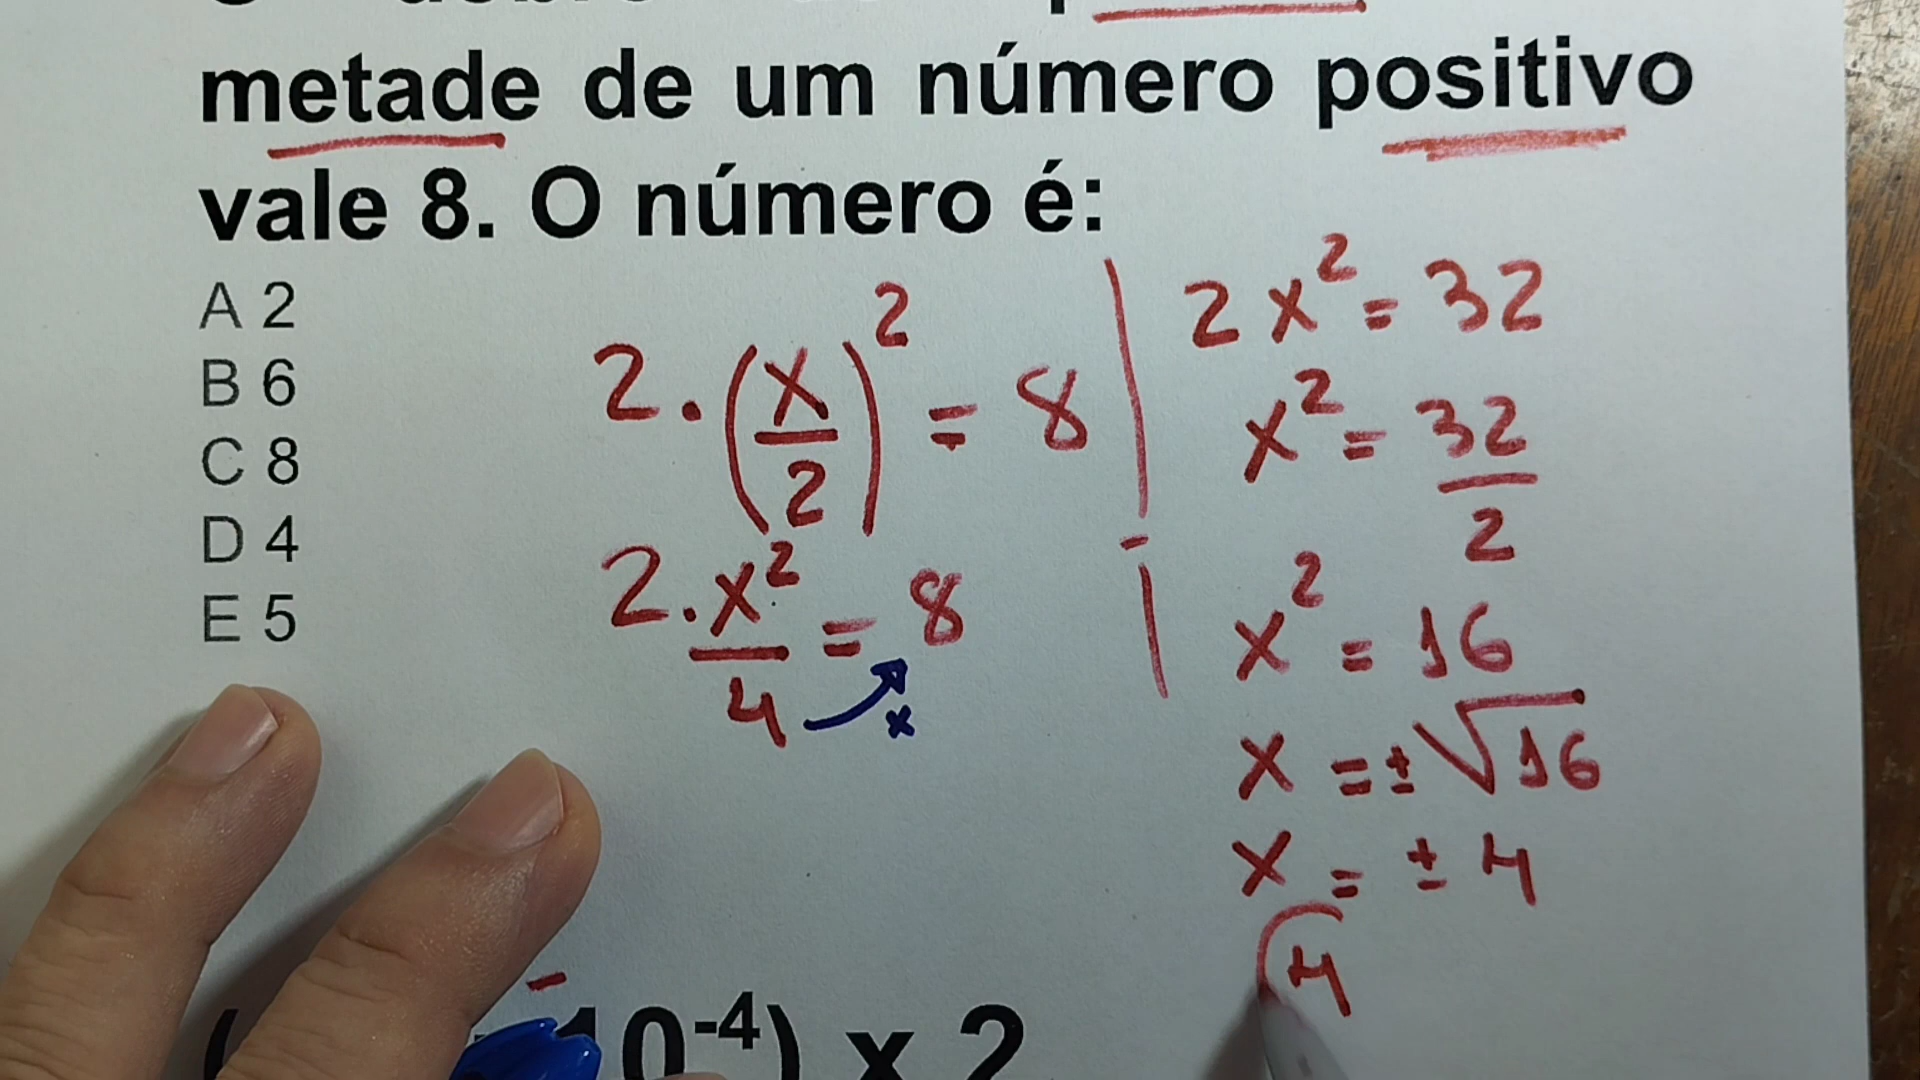 metade de um número positivo
vale 8. O número é:
A 2
B 6
C 8
D 4
E 5
2.(x/2)² = 8
2.x²/4 = 8
x
2x² = 32
x² = 32/2
x² = 16
x = ±√16
x = ± 4
4
10⁻⁴) x 2